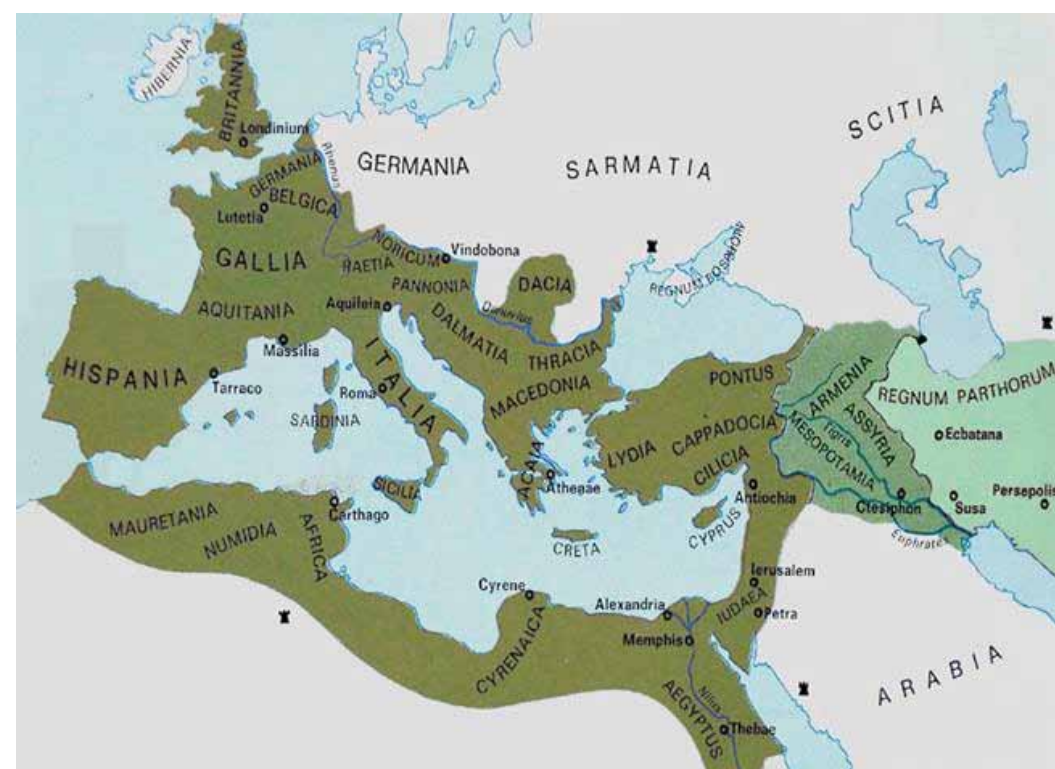 HIBERNIA
BRITANNIA
Londinium
SCITIA
GERMANIA
SARMATIA
Rhenus
GERMANIA
BELGICA
Lutetia
GALLIA
NORICUM
Vindobona
RAETIA
PANNONIA
DACIA
REGNUM BOSPHORI
AQUITANIA
Aquileia
Danuvius
DALMATIA
THRACIA
Massilia
ITALIA
HISPANIA
Tarraco
Roma
MACEDONIA
PONTUS
ARMENIA
REGNUM PARTHORUM
SARDINIA
LYDIA
CAPPADOCIA
ASSYRIA
Tigris
MESOPOTAMIA
Ecbatana
ACAIA
CILICIA
Athenae
SICILIA
Antiochia
Ctesiphon
Susa
Persepolis
MAURETANIA
NUMIDIA
AFRICA
Carthago
CRETA
CYPRUS
Euphrates
Cyrene
Ierusalem
Alexandria
IUDAEA
Petra
Memphis
CYRENAICA
ARABIA
AEGYPTUS
Nilus
Thebae